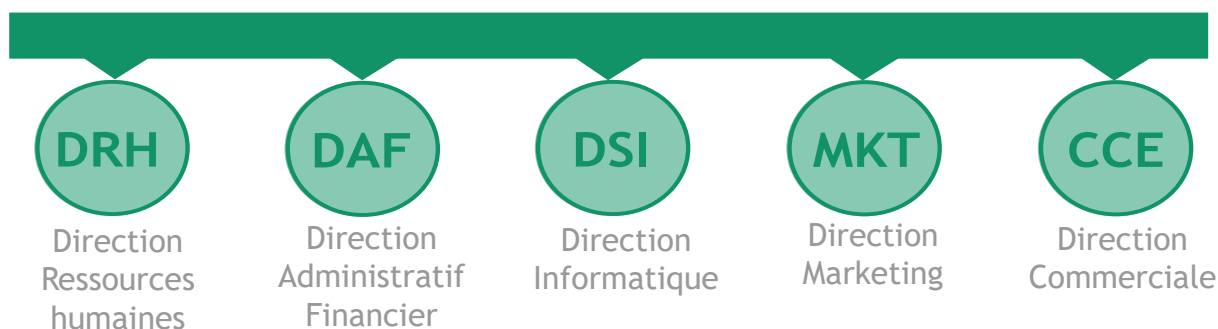 DRH
DAF
DSI
MKT
CCE
Direction
Ressources
humaines
Direction
Administratif
Financier
Direction
Informatique
Direction
Marketing
Direction
Commerciale